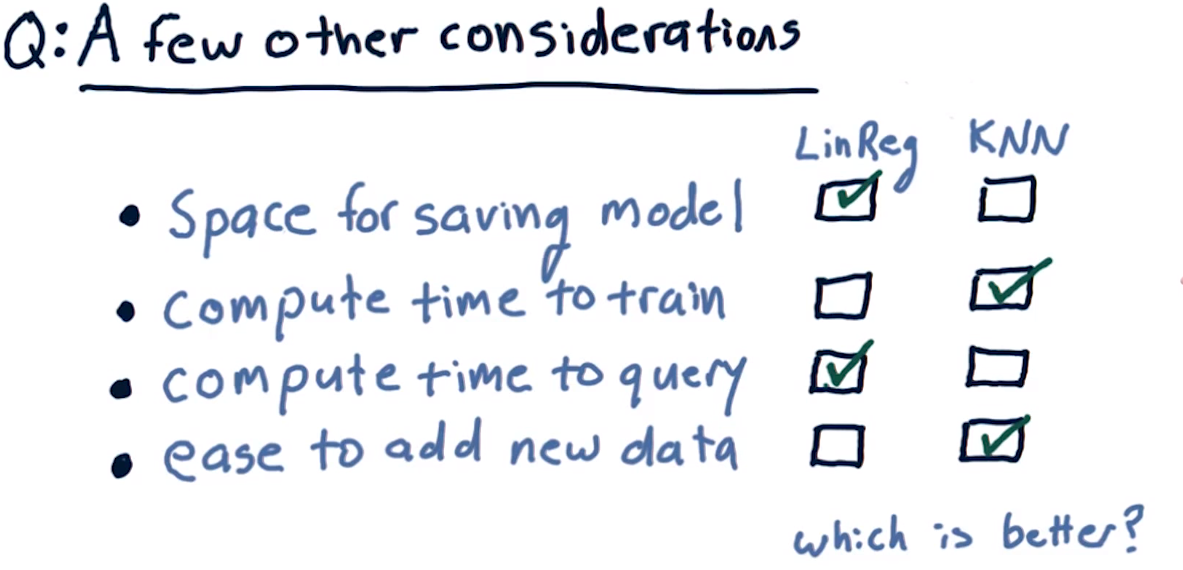 Q: A few other considerations
LinReg KNN
• Space for saving model
• compute time to train
• compute time to query
• ease to add new data
which is better?